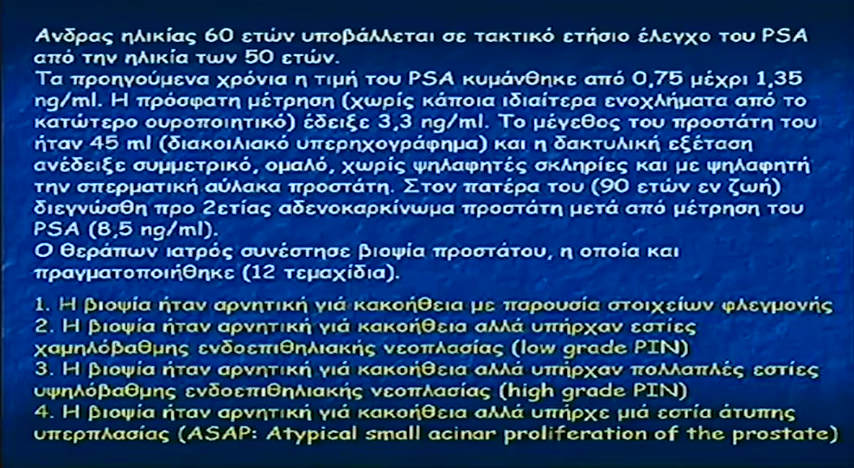 Ανδρας ηλικίας 60 ετών υποβάλλεται σε τακτικό ετήσιο έλεγχο του PSA
από την ηλικία των 50 ετών.
Τα προηγούμενα χρόνια η τιμή του PSA κυμάνθηκε από 0,75 μέχρι 1,35
ng/ml. Η πρόσφατη μέτρηση (χωρίς κάποια ιδιαίτερα ενοχλήματα από το
κατώτερο ουροποιητικό) έδειξε 3,3 ng/ml. Το μέγεθος του προστάτη του
ήταν 45 ml (διακοιλιακό υπερηχογράφημα) και η δακτυλική εξέταση
ανέδειξε συμμετρικό, ομαλό, χωρίς ψηλαφητές σκληρίες και με ψηλαφητή
την σπερματική αύλακα προστάτη. Στον πατέρα του (90 ετών εν ζωή)
διεγνώσθη προ 2ετίας αδενοκαρκίνωμα προστάτη μετά από μέτρηση του
PSA (8,5 ng/ml).
Ο θεράπων ιατρός συνέστησε βιοψία προστάτου, η οποία και
πραγματοποιήθηκε (12 τεμαχίδια).
1. Η βιοψία ήταν αρνητική γιά κακοήθεια με παρουσία στοιχείων φλεγμονής
2. Η βιοψία ήταν αρνητική γιά κακοήθεια αλλά υπήρχαν εστίες
χαμηλόβαθμης ενδοεπιθηλιακής νεοπλασίας (low grade PIN)
3. Η βιοψία ήταν αρνητική γιά κακοήθεια αλλά υπήρχαν πολλαπλές εστίες
υψηλόβαθμης ενδοεπιθηλιακής νεοπλασίας (high grade PIN)
4. Η βιοψία ήταν αρνητική γιά κακοήθεια αλλά υπήρχε μιά εστία άτυπης
υπερπλασίας (ASAP: Atypical small acinar proliferation of the prostate)